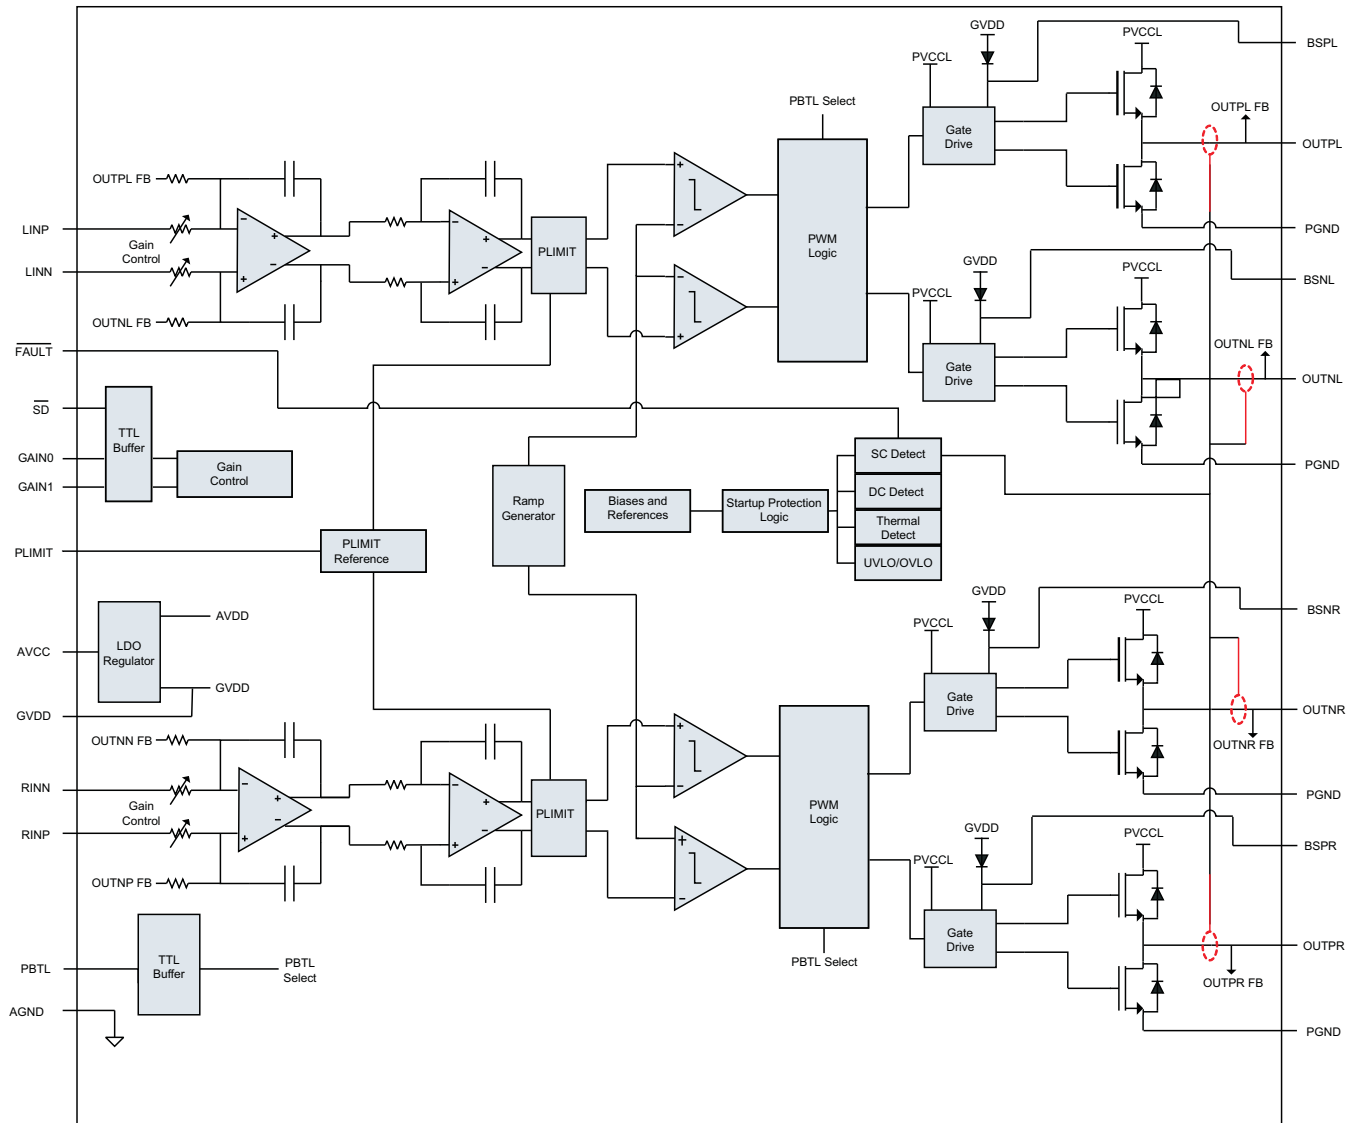 GVDD
PVCCL
BSPL
PVCCL
PBTL Select
OUTPL FB
Gate
Drive
OUTPL
OUTPL FB
LINP
Gain
Control
LINN
OUTNL FB
+
−
PLIMIT
PWM
Logic
PGND
GVDD
PVCCL
BSNL
PVCCL
OUTNL FB
Gate
Drive
OUTNL
FAULT
SD
TTL
Buffer
GAIN0
GAIN1
Gain
Control
PGND
SC Detect
DC Detect
Thermal
Detect
UVLO/OVLO
Ramp
Generator
Biases and
References
Startup Protection
Logic
PLIMIT
PLIMIT
Reference
GVDD
PVCCL
BSNR
PVCCL
AVDD
LDO
Regulator
AVCC
GVDD
GVDD
Gate
Drive
OUTNR
OUTNR FB
OUTNN FB
RINN
Gain
Control
RINP
OUTNP FB
PLIMIT
PWM
Logic
PGND
GVDD
PVCCL
BSPR
PVCCL
Gate
Drive
OUTPR
OUTPR FB
PBTL Select
PBTL
TTL
Buffer
PBTL
Select
AGND
PGND